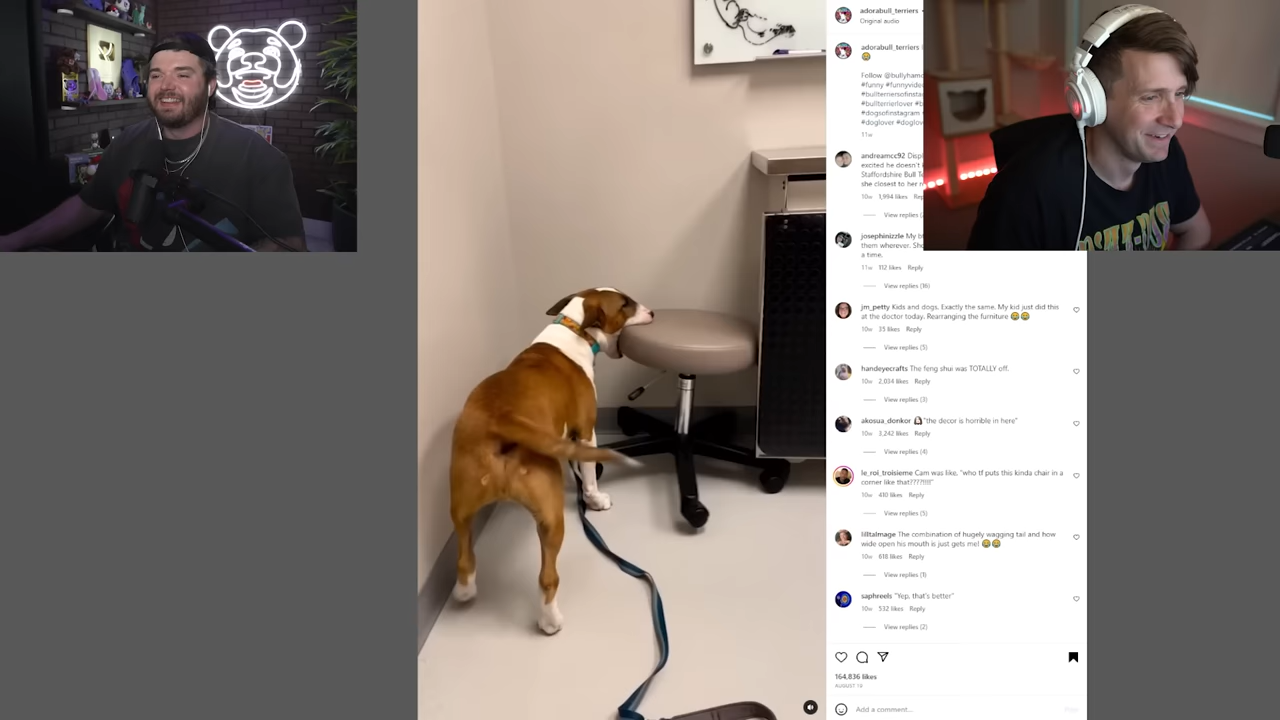 adorabull_terriers
Original audio
adorabull_terriers
Follow @bullyhamo
#funny #funnyvide
#bullterriersofinsta
#bullterrierlover #b
#dogsofinstagram
#doglover #doglov
11w
andreamcc92 Displ
excited he doesn't
Staffordshire Bull Te
she closest to her
10w 1,994 likes Rep
View replies (
josephinizzle My
them wherever. She
a time.
11w 112 likes Reply
View replies (16)
jm_petty Kids and dogs. Exactly the same. My kid just did this
at the doctor today. Rearranging the furniture 😂😂
10w 35 likes Reply
View replies (5)
handeyecrafts The feng shui was TOTALLY off.
10w 2,034 likes Reply
View replies (3)
akosua_donkor "the decor is horrible in here"
10w 3,242 likes Reply
View replies (4)
le_roi_troisieme Cam was like, "who tf puts this kinda chair in a
corner like that????!!!!"
10w 410 likes Reply
View replies (5)
lilltalmage The combination of hugely wagging tail and how
wide open his mouth is just gets me! 😂😂
10w 618 likes Reply
View replies (1)
saphreels "Yep, that's better"
10w 532 likes Reply
View replies (2)
164,836 likes
Add a comment...